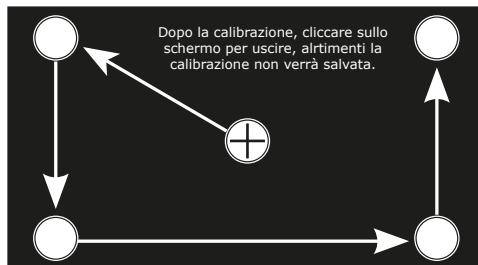 Dopo la calibrazione, cliccare sullo
schermo per uscire, alrtimenti la
calibrazione non verrà salvata.